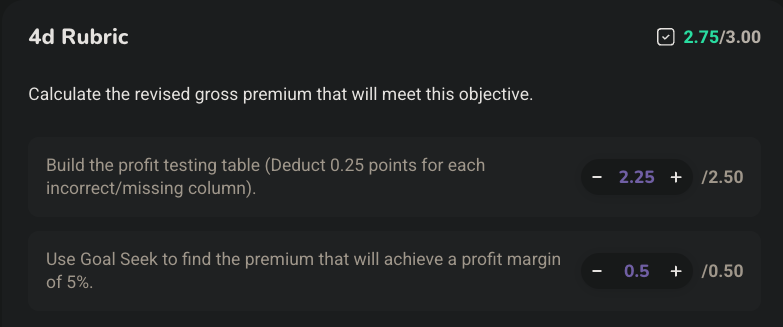 4d Rubric
2.75/3.00
Calculate the revised gross premium that will meet this objective.
Build the profit testing table (Deduct 0.25 points for each
incorrect/missing column).
− 2.25 + /2.50
Use Goal Seek to find the premium that will achieve a profit margin
of 5%.
− 0.5 + /0.50